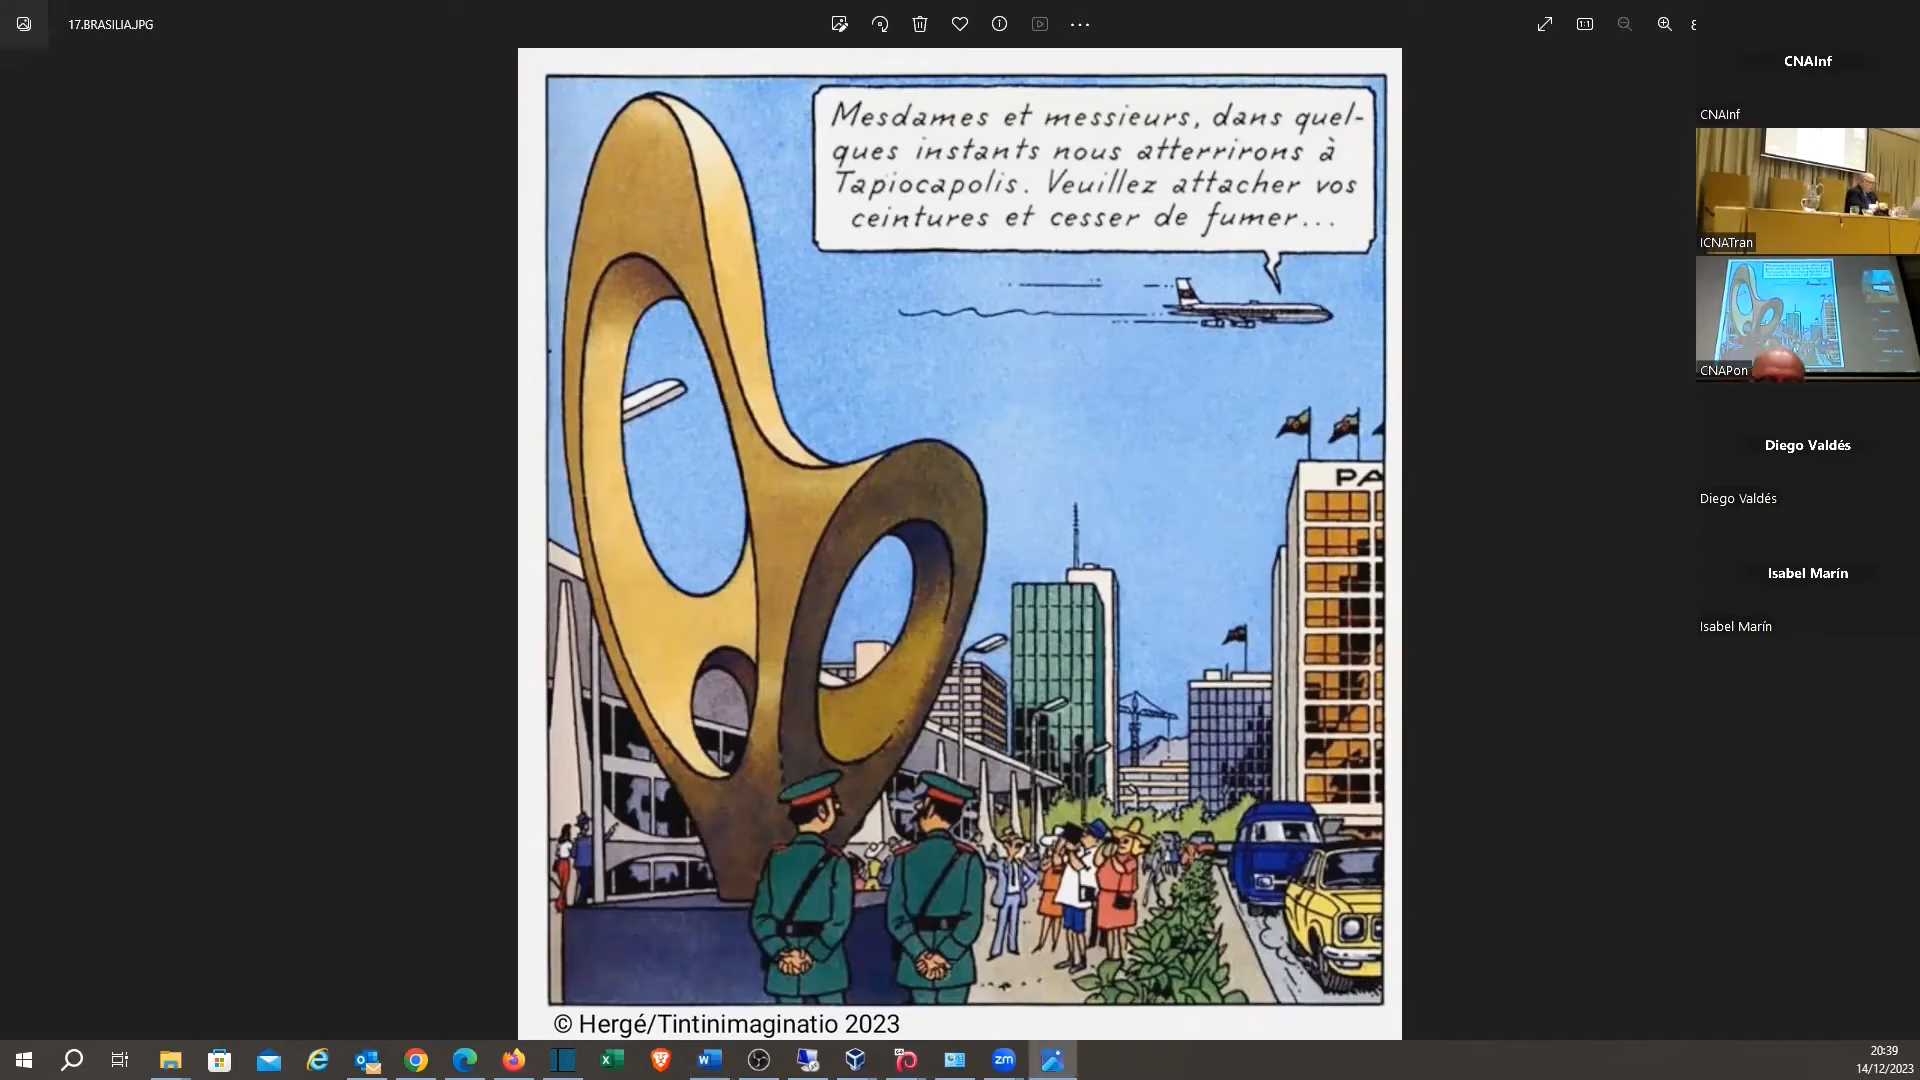 17.BRASILIA.JPG
CNAInf
CNAInf
Mesdames et messieurs, dans quel-
ques instants nous atterrirons à
Tapiocapolis. Veuillez attacher vos
ceintures et cesser de fumer...
ICNATran
CNAPon
Diego Valdés
Diego Valdés
PA
Isabel Marín
Isabel Marín
© Hergé/Tintinimaginatio 2023
20:39
14/12/2023